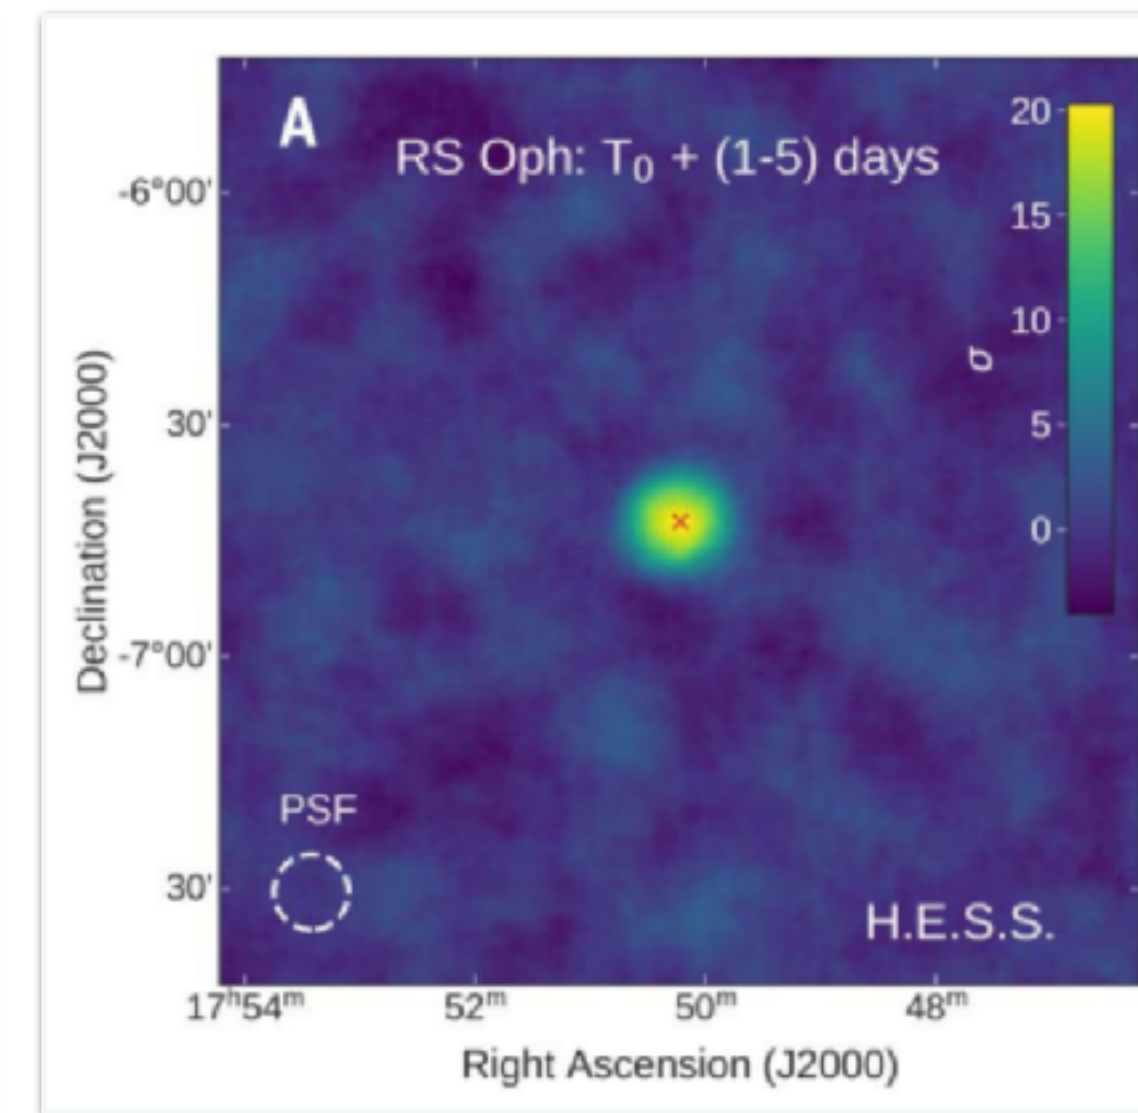 A
RS Oph: T₀ + (1-5) days
20
15
10
5
0
σ
-6°00'
30'
-7°00'
30'
Declination (J2000)
PSF
H.E.S.S.
17ʰ54ᵐ
52ᵐ
50ᵐ
48ᵐ
Right Ascension (J2000)